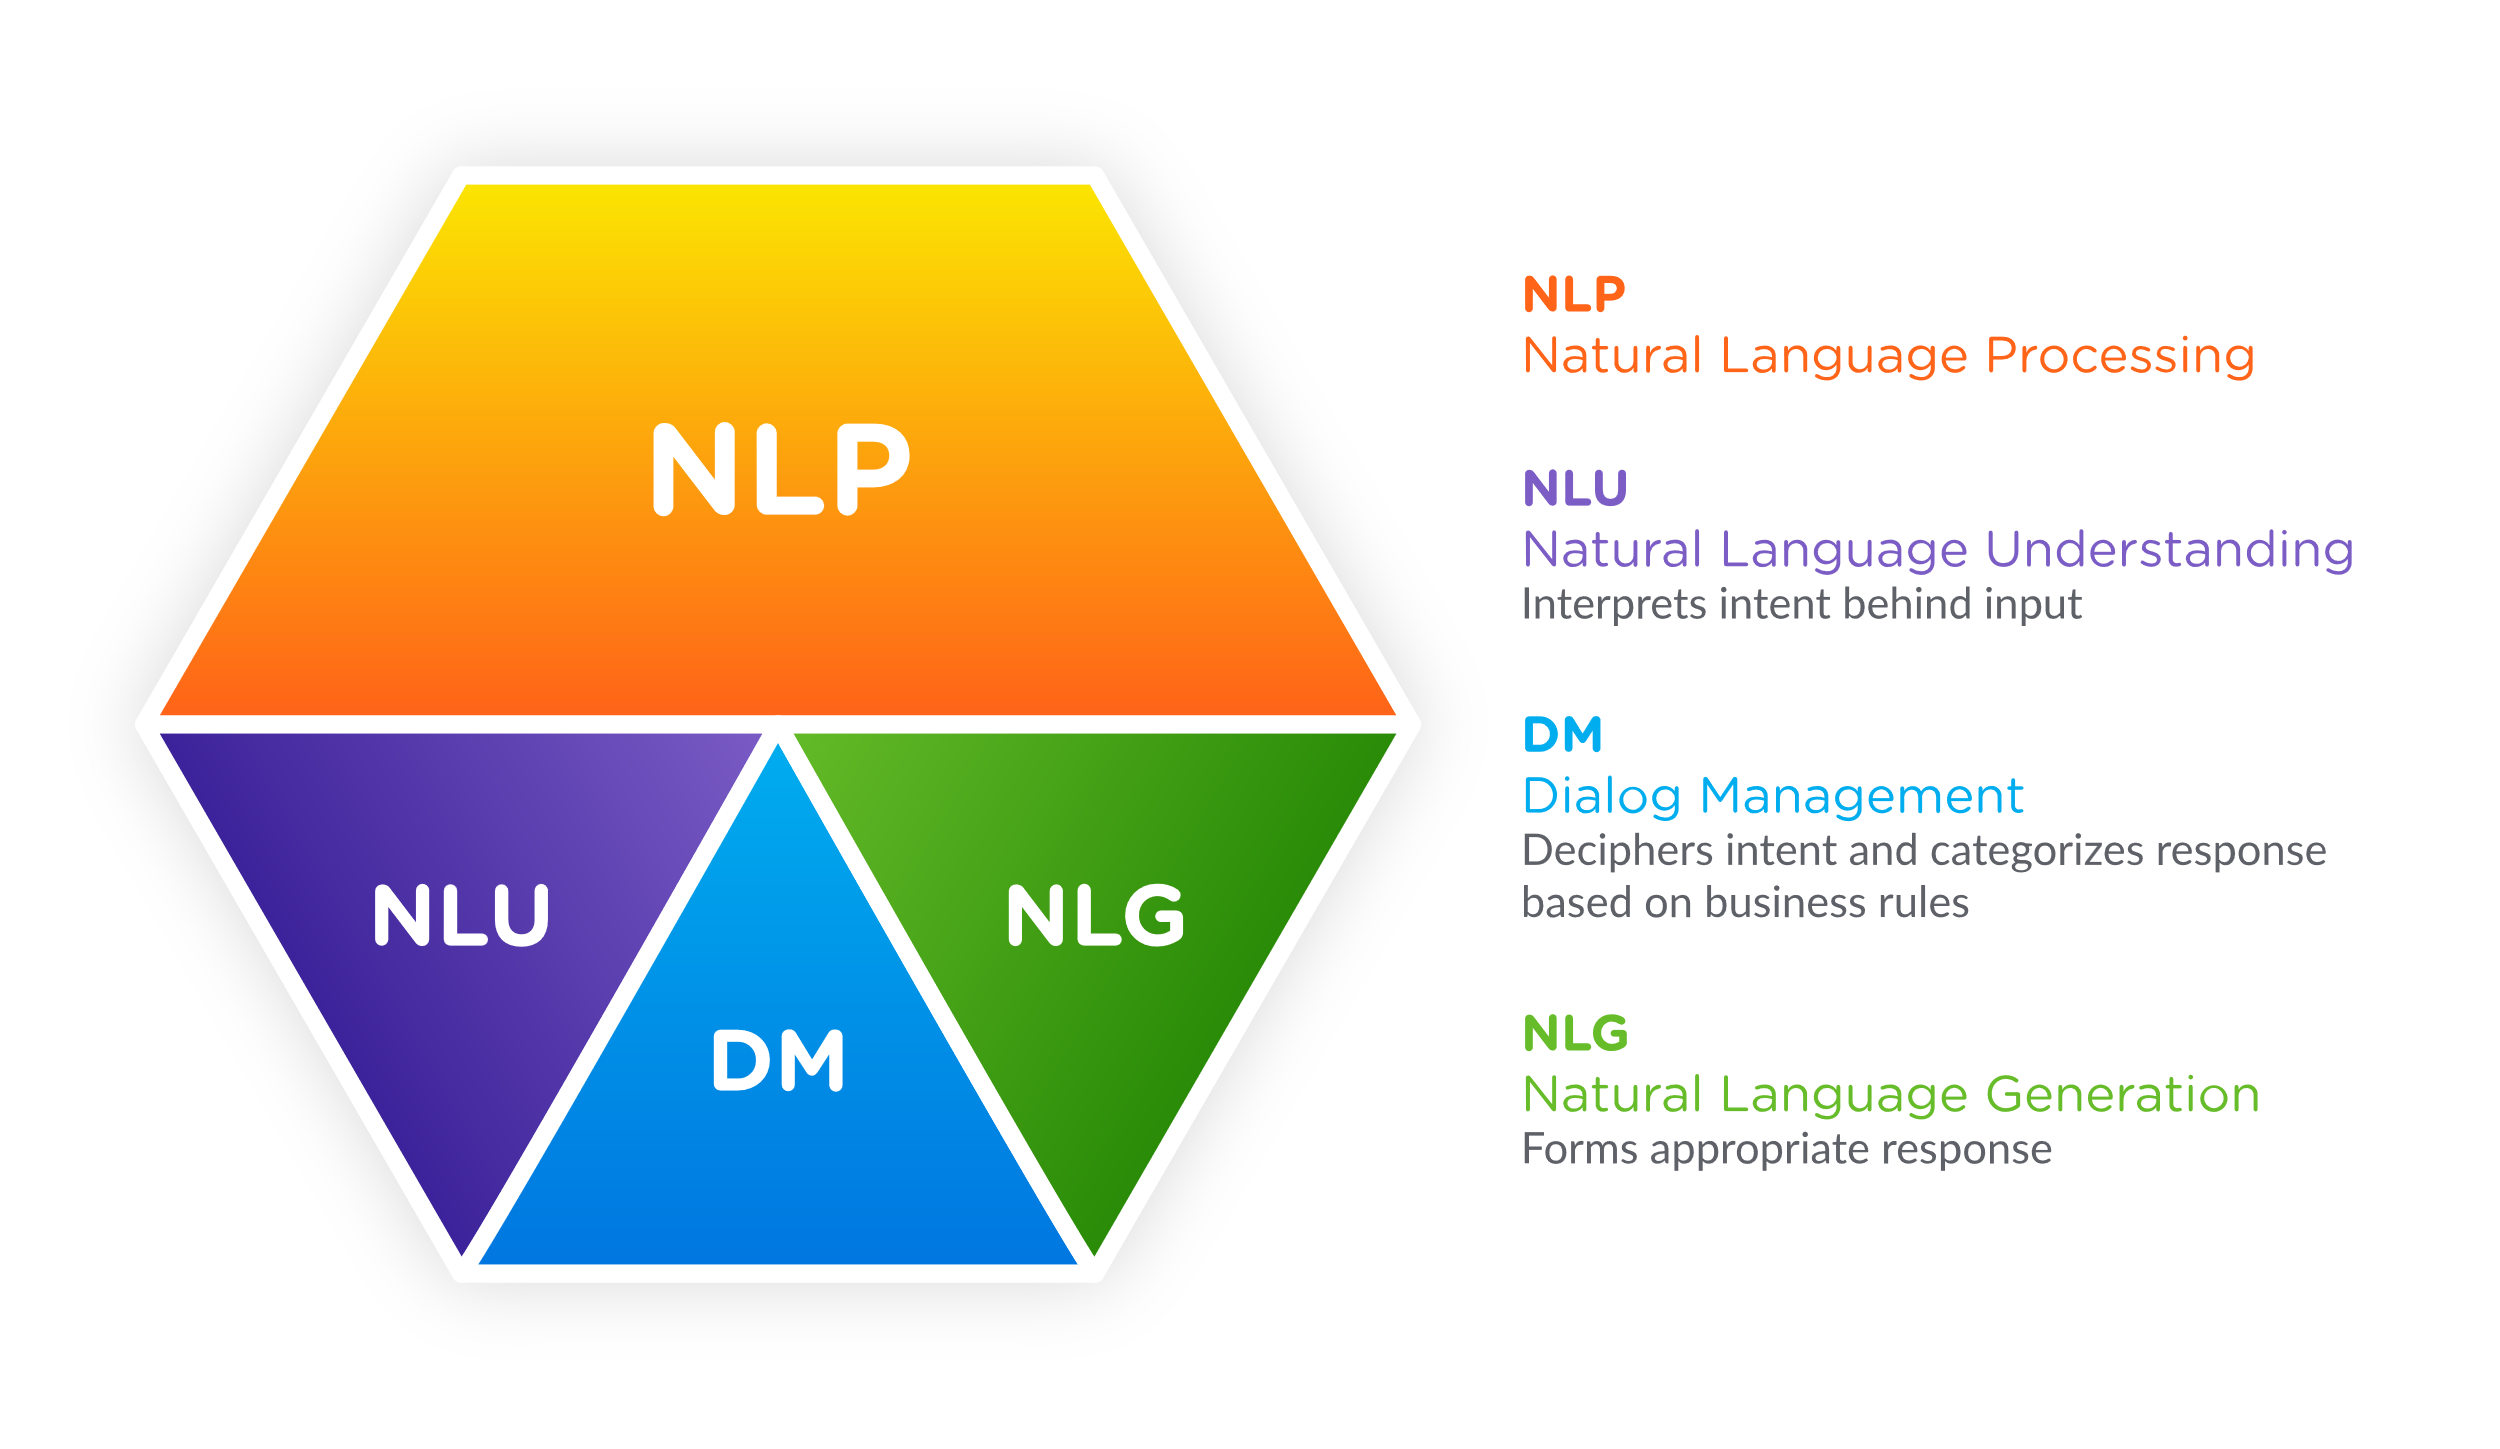 NLP
NLU
DM
NLG
NLP
Natural Language Processing
NLU
Natural Language Understanding
Interprets intent behind input
DM
Dialog Management
Deciphers intent and categorizes response
based on business rules
NLG
Natural Language Generation
Forms appropriate response